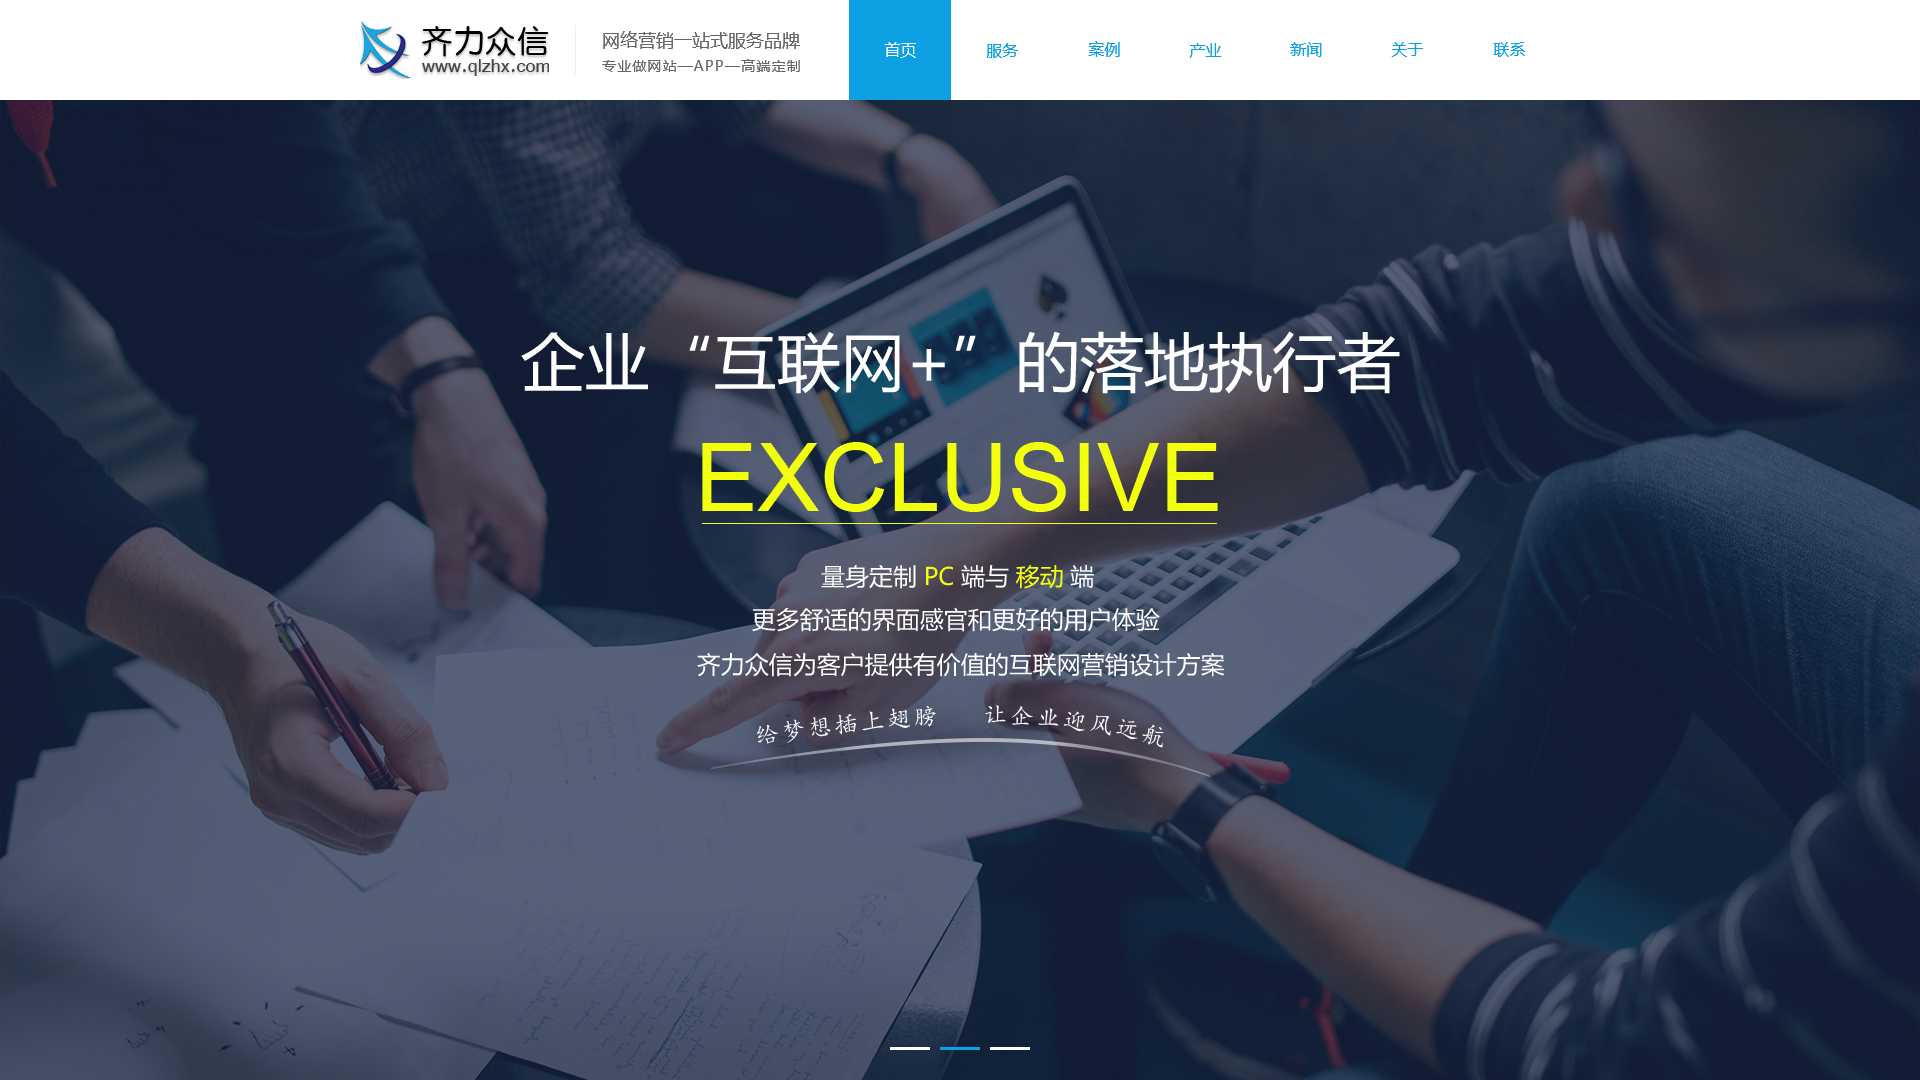 齐力众信
www.qlzhx.com
网络营销一站式服务品牌
专业做网站—APP—高端定制
首页
服务
案例
产业
新闻
关于
联系
企业“互联网+”的落地执行者
EXCLUSIVE
量身定制 PC 端与 移动 端
更多舒适的界面感官和更好的用户体验
齐力众信为客户提供有价值的互联网营销设计方案
给梦想插上翅膀 让企业迎风远航